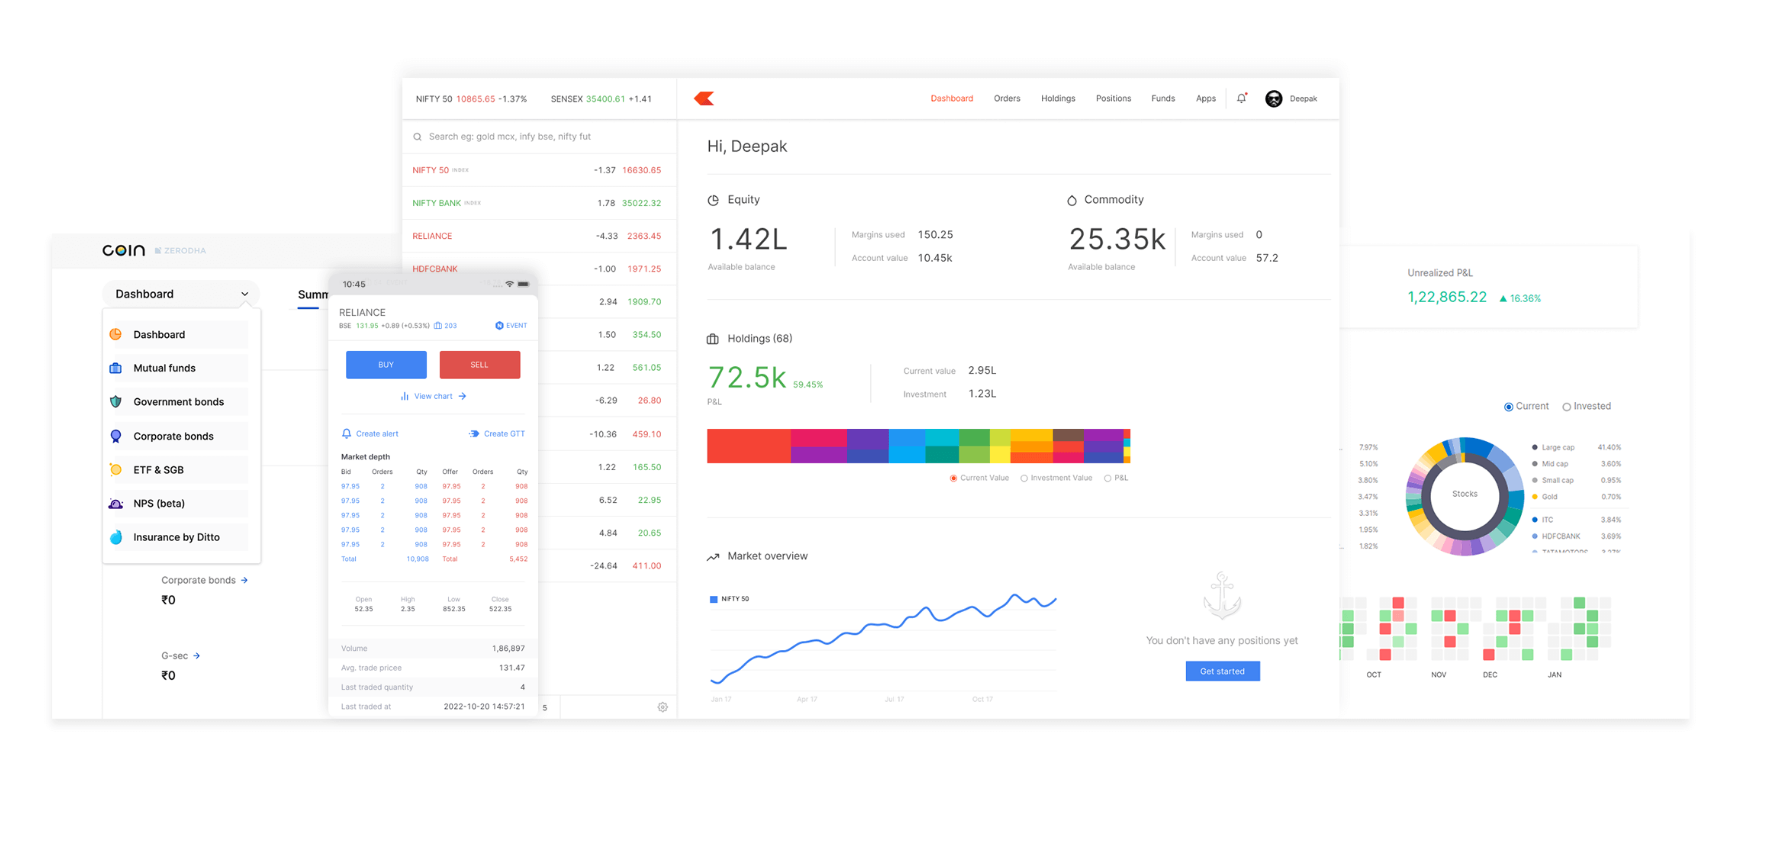 NIFTY 50 10865.65 -1.37% SENSEX 35400.61 +1.41
Search eg: gold mcx, infy bse, nifty fut
NIFTY 50 INDEX -1.37 16630.65
NIFTY BANK INDEX 1.78 35022.32
RELIANCE -4.33 2363.45
HDFCBANK -1.00 1971.25
2.94 1909.70
1.50 354.50
1.22 561.05
-6.29 26.80
-10.36 459.10
1.22 165.50
6.52 22.95
4.84 20.65
-24.64 411.00
5
Dashboard Orders Holdings Positions Funds Apps Deepak
Hi, Deepak
Equity
1.42L
Available balance
Margins used 150.25
Account value 10.45k
Commodity
25.35k
Available balance
Margins used 0
Account value 57.2
Holdings (68)
72.5k 59.45%
P&L
Current value 2.95L
Investment 1.23L
Current Value Investment Value P&L
Market overview
NIFTY 50
Jan 17 Apr 17 Jul 17 Oct 17
You don't have any positions yet
Get started
COIN ZERODHA
Dashboard
Summ
Dashboard
Mutual funds
Government bonds
Corporate bonds
ETF & SGB
NPS (beta)
Insurance by Ditto
Corporate bonds →
₹0
G-sec →
₹0
10:45
RELIANCE
BSE 131.95 +0.89 (+0.53%) 203 EVENT
BUY SELL
View chart →
Create alert Create GTT
Market depth
Bid Orders Qty Offer Orders Qty
97.95 2 908 97.95 2 908
97.95 2 908 97.95 2 908
97.95 2 908 97.95 2 908
97.95 2 908 97.95 2 908
97.95 2 908 97.95 2 908
Total 10,908 Total 5,452
Open High Low Close
52.35 2.35 852.35 522.35
Volume 1,86,897
Avg, trade pricee 131.47
Last traded quantity 4
Last traded at 2022-10-20 14:57:21
Unrealized P&L
1,22,865.22 ▲ 16.36%
Current Invested
7.97%
5.10%
3.80%
3.47%
3.31%
1.95%
1.82%
Stocks
Large cap 41.40%
Mid cap 3.60%
Small cap 0.95%
Gold 0.70%
ITC 3.84%
HDFCBANK 3.69%
TATAMOTORS 3.27%
OCT NOV DEC JAN